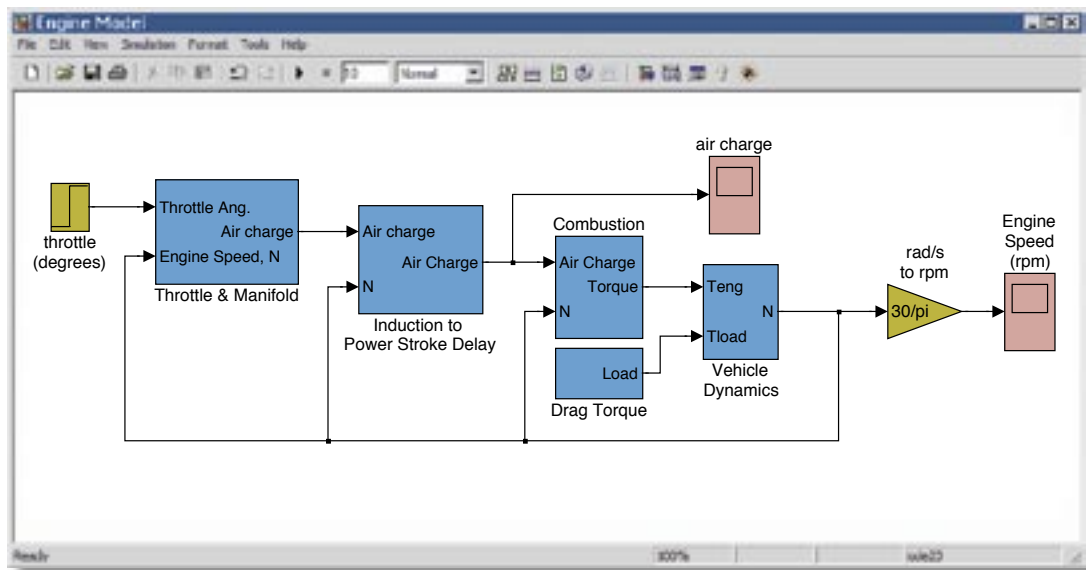 Engine Model
File Edit View Simulation Format Tools Help
10 Normal
air charge
throttle
(degrees)
Throttle Ang.
Air charge
Engine Speed, N
Throttle & Manifold
Air charge
Air Charge
N
Induction to
Power Stroke Delay
Combustion
Air Charge
Torque
N
Load
Drag Torque
Teng
N
Tload
Vehicle
Dynamics
rad/s
to rpm
30/pi
Engine
Speed
(rpm)
Ready 100%